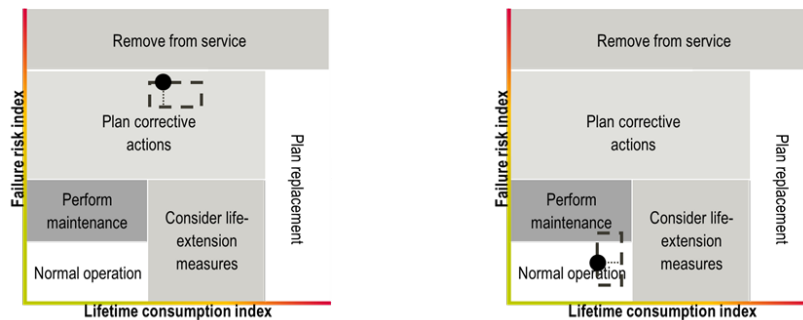 Failure risk index
Remove from service
Plan corrective
actions
Plan replacement
Perform
maintenance
Consider life-
extension
measures
Normal operation
Lifetime consumption index
Failure risk index
Remove from service
Plan corrective
actions
Plan replacement
Perform
maintenance
Consider life-
extension
measures
Normal operation
Lifetime consumption index